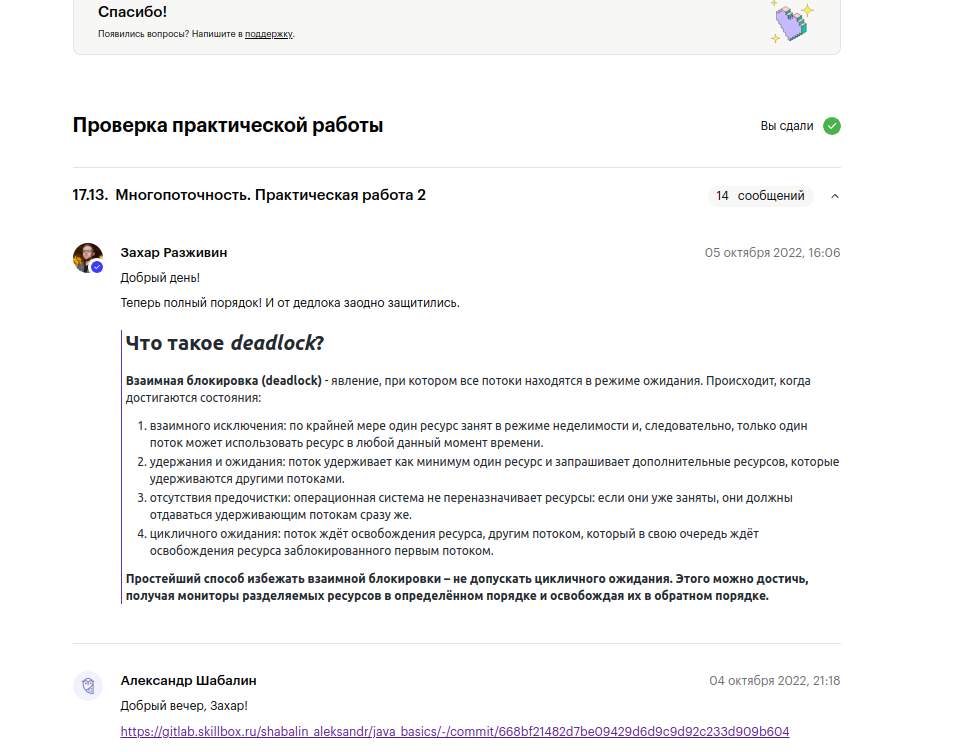 Спасибо!
Появились вопросы? Напишите в поддержку.
Проверка практической работы
Вы сдали
17.13. Многопоточность. Практическая работа 2
14 сообщений
Захар Разживин
05 октября 2022, 16:06
Добрый день!
Теперь полный порядок! И от дедлока заодно защитились.
Что такое deadlock?
Взаимная блокировка (deadlock) - явление, при котором все потоки находятся в режиме ожидания. Происходит, когда
достигаются состояния:
1. взаимного исключения: по крайней мере один ресурс занят в режиме неделимости и, следовательно, только один
поток может использовать ресурс в любой данный момент времени.
2. удержания и ожидания: поток удерживает как минимум один ресурс и запрашивает дополнительные ресурсов, которые
удерживаются другими потоками.
3. отсутствия предочистки: операционная система не переназначивает ресурсы: если они уже заняты, они должны
отдаваться удерживающим потокам сразу же.
4. цикличного ожидания: поток ждёт освобождения ресурса, другим потоком, который в свою очередь ждёт
освобождения ресурса заблокированного первым потоком.
Простейший способ избежать взаимной блокировки – не допускать цикличного ожидания. Этого можно достичь,
получая мониторы разделяемых ресурсов в определённом порядке и освобождая их в обратном порядке.
Александр Шабалин
04 октября 2022, 21:18
Добрый вечер, Захар!
https://gitlab.skillbox.ru/shabalin_aleksandr/java_basics/-/commit/668bf21482d7be09429d6d9c9d92c233d909b604